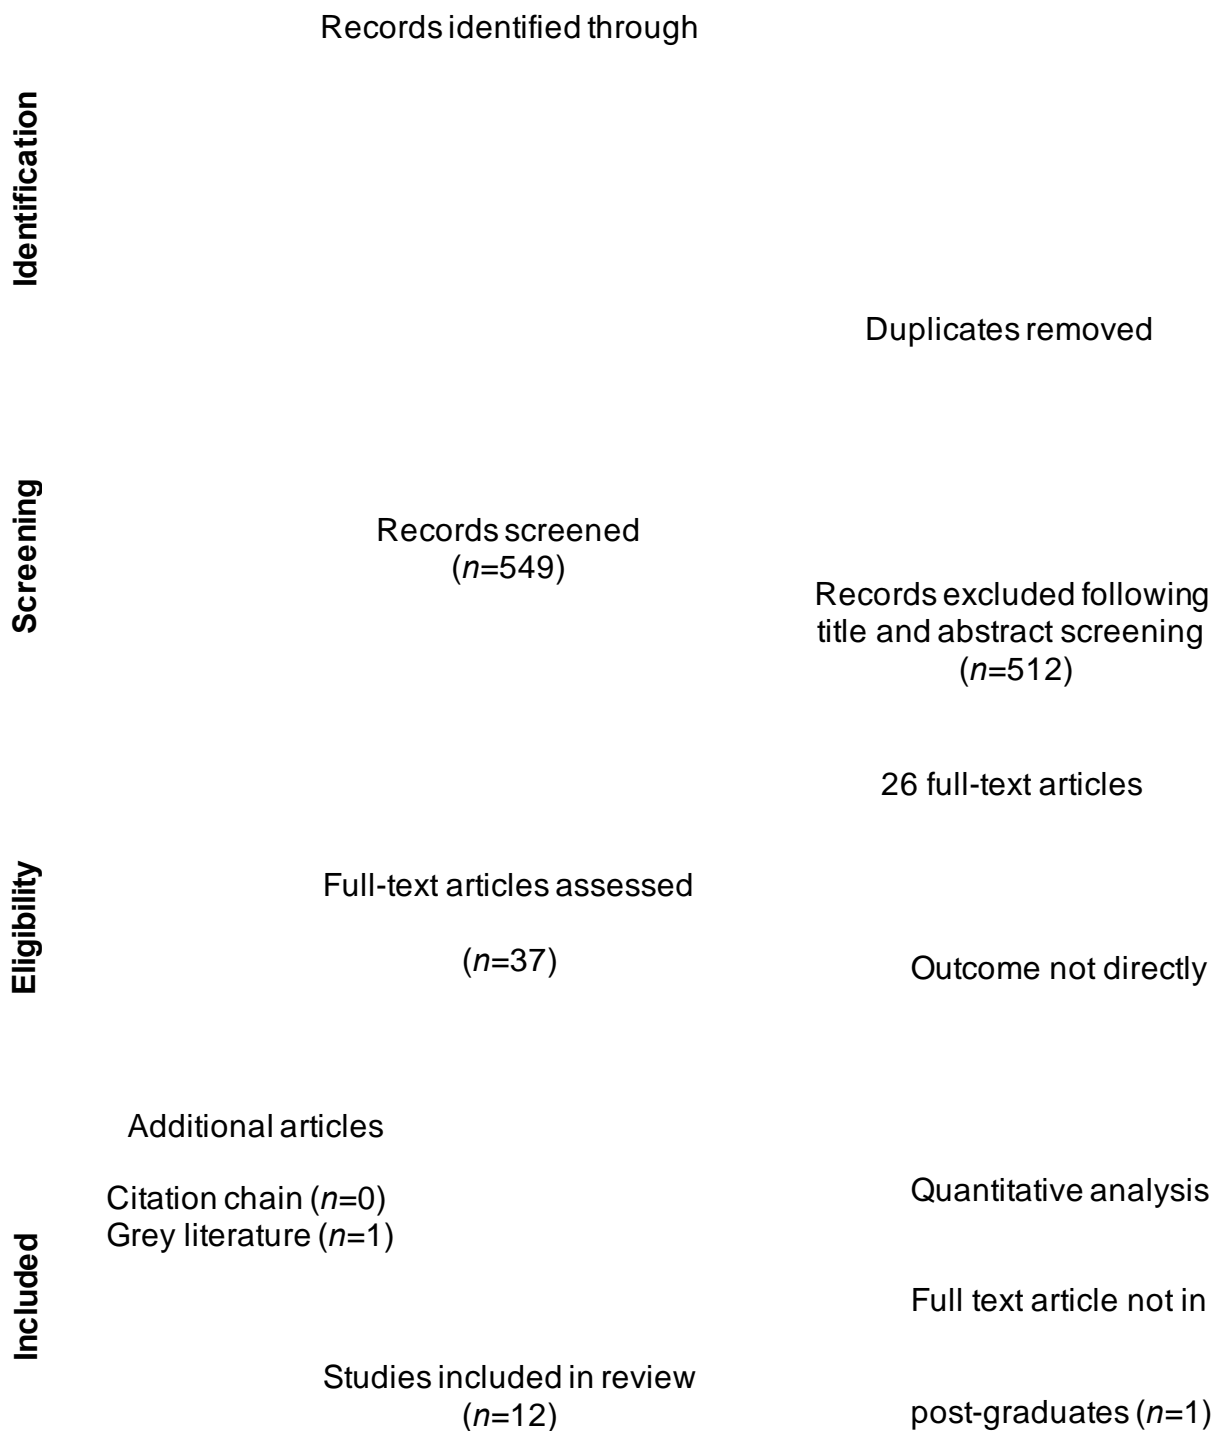 Records identified through
Identification
Duplicates removed
Screening
Records screened
(n=549)
Records excluded following
title and abstract screening
(n=512)
26 full-text articles
Eligibility
Full-text articles assessed
(n=37)
Outcome not directly
Additional articles
Citation chain (n=0)
Grey literature (n=1)
Quantitative analysis
Included
Full text article not in
Studies included in review
(n=12)
post-graduates (n=1)